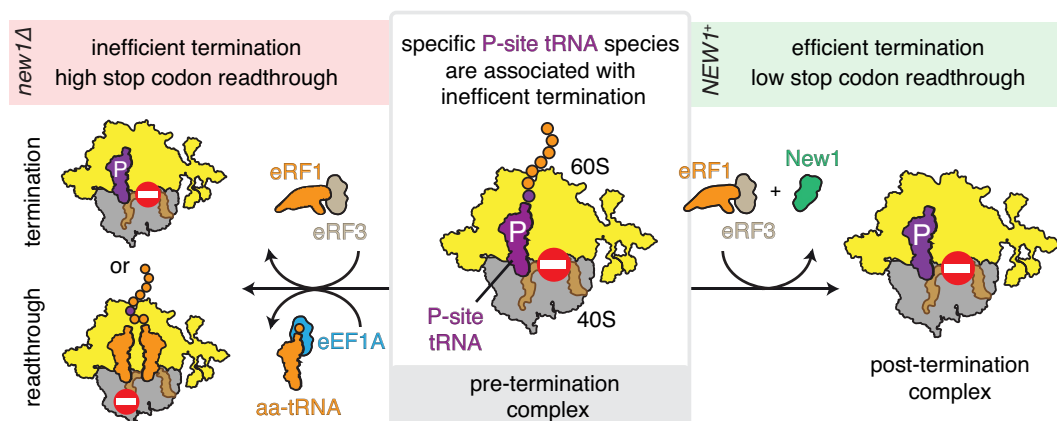 new1Δ
inefficient termination
high stop codon readthrough
termination
P
eRF1
eRF3
or
readthrough
eEF1A
aa-tRNA
specific P-site tRNA species
are associated with
inefficent termination
60S
P
40S
P-site
tRNA
pre-termination
complex
NEW1+
efficient termination
low stop codon readthrough
eRF1
+
New1
eRF3
P
post-termination
complex